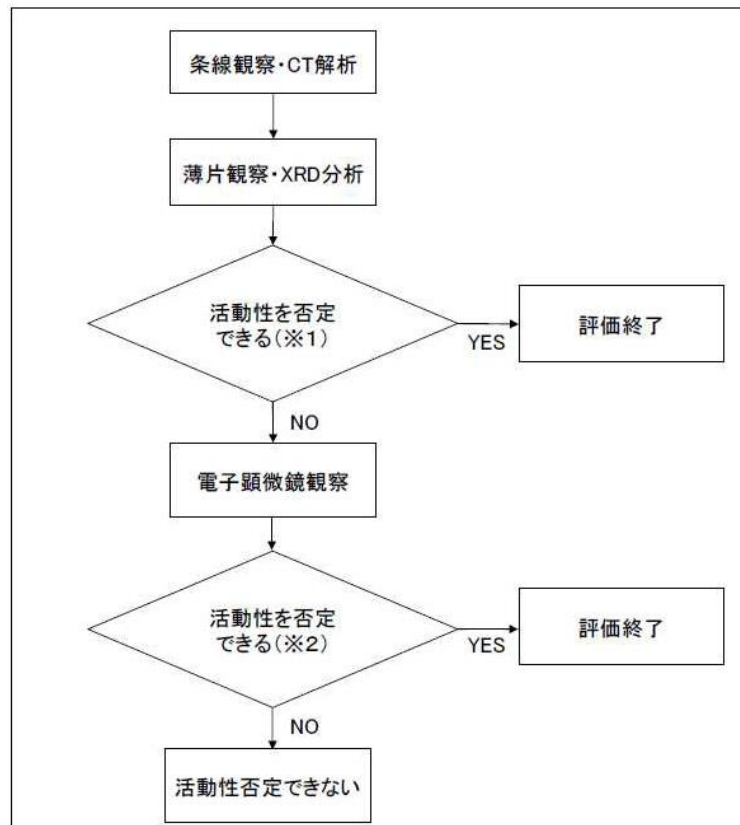 条線観察・CT解析
薄片観察・XRD分析
活動性を否定
できる(※1)
YES
評価終了
NO
電子顕微鏡観察
活動性を否定
できる(※2)
YES
評価終了
NO
活動性否定できない